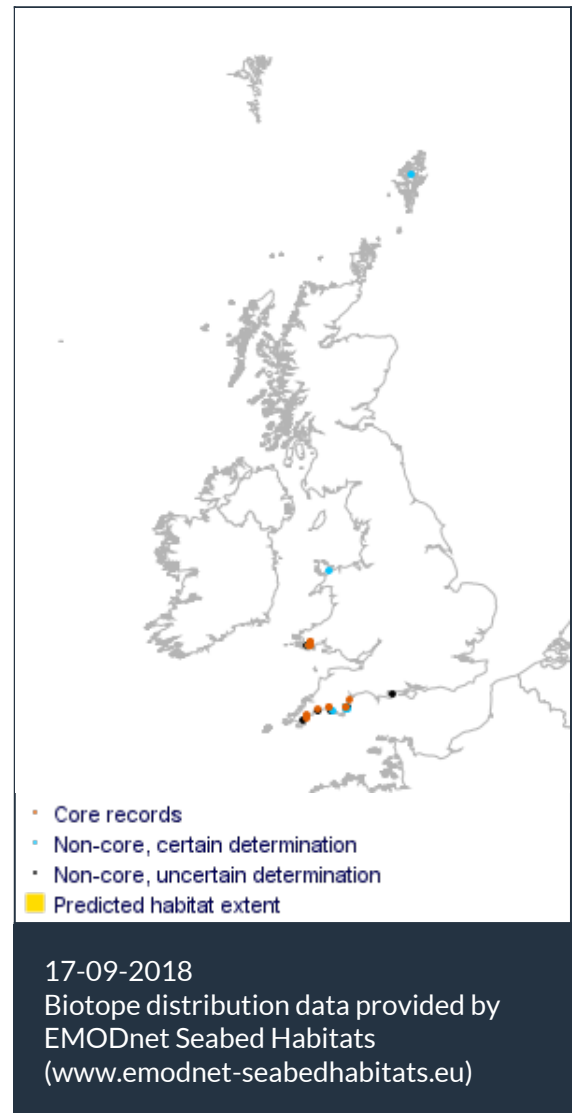 Core records
Non-core, certain determination
Non-core, uncertain determination
Predicted habitat extent
17-09-2018
Biotope distribution data provided by
EMODnet Seabed Habitats
(www.emodnet-seabedhabitats.eu)